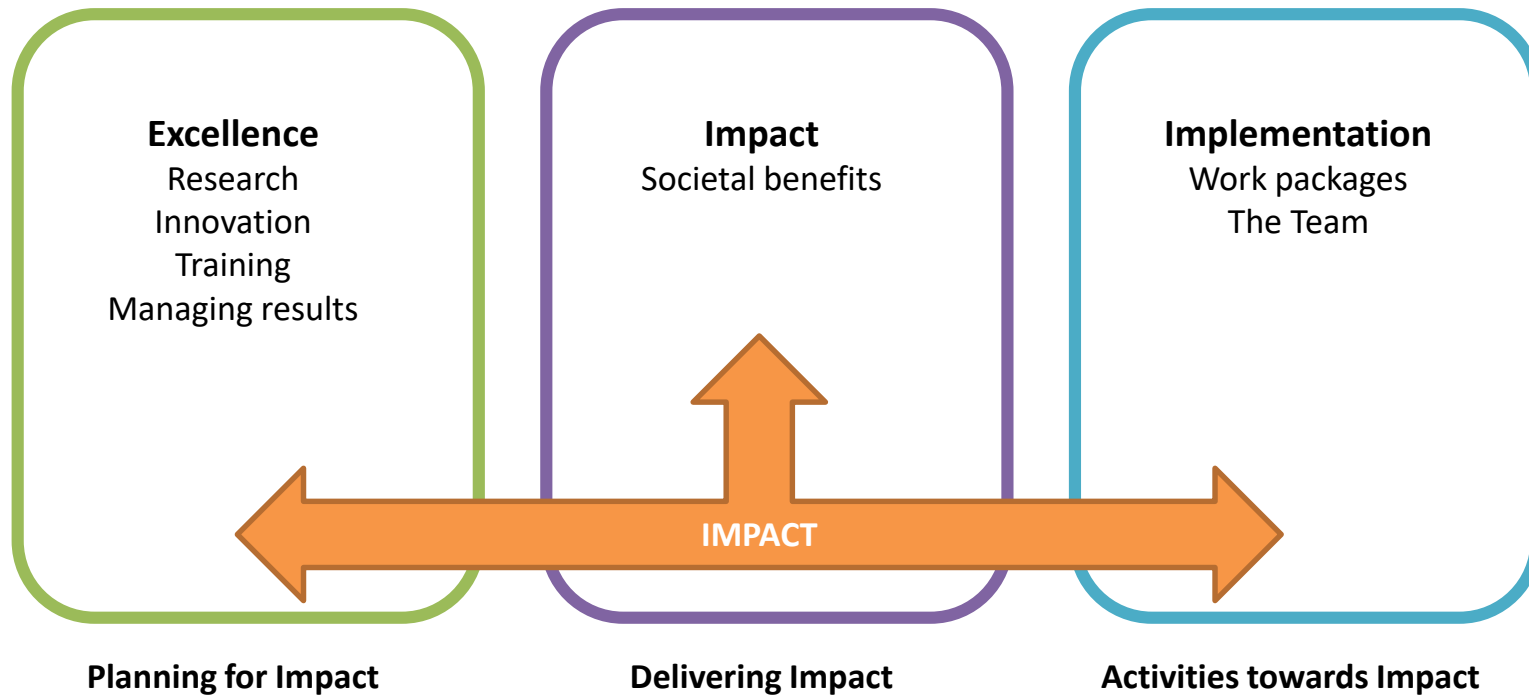 Excellence
Research
Innovation
Training
Managing results
Impact
Societal benefits
Implementation
Work packages
The Team
IMPACT
Planning for Impact
Delivering Impact
Activities towards Impact